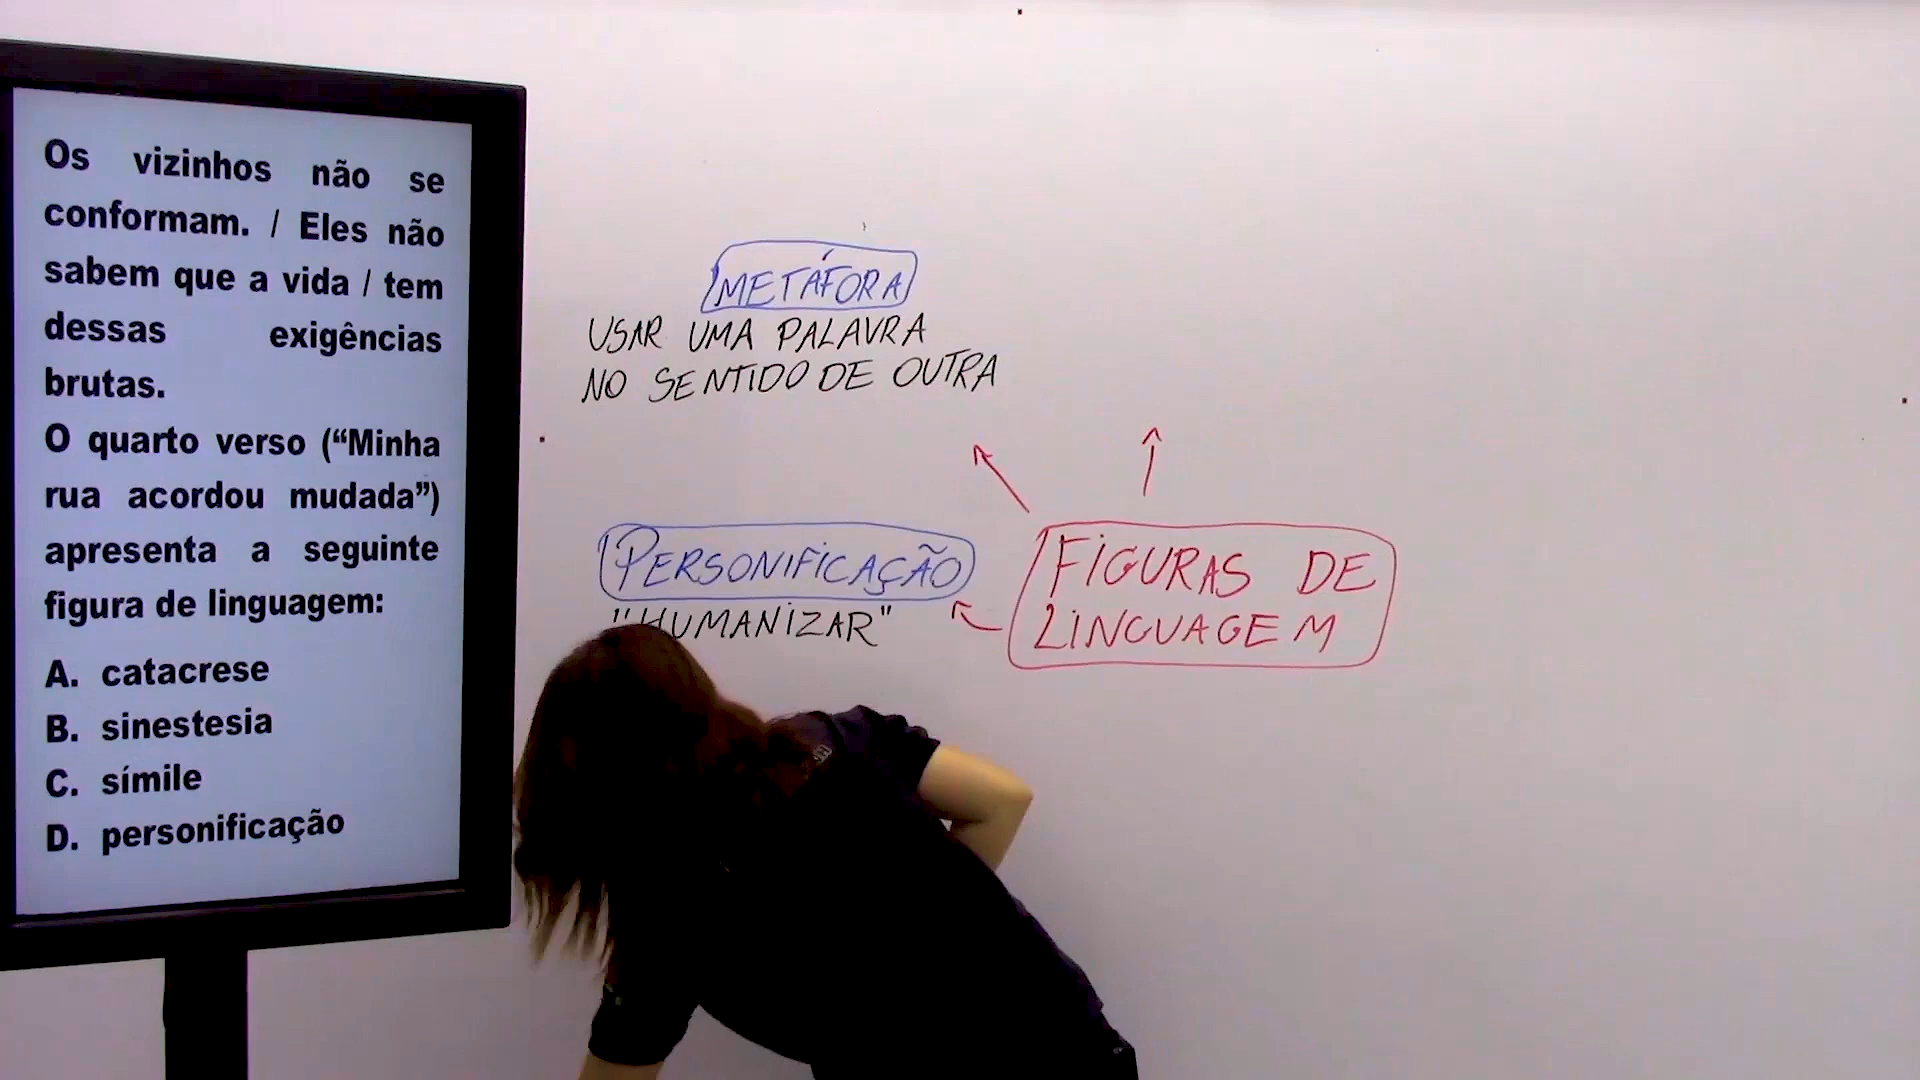 Os vizinhos não se
conformam. / Eles não
sabem que a vida / tem
dessas exigências
brutas.
O quarto verso (“Minha
rua acordou mudada”)
apresenta a seguinte
figura de linguagem:
A. catacrese
B. sinestesia
C. símile
D. personificação
METÁFORA
USAR UMA PALAVRA
NO SENTIDO DE OUTRA
PERSONIFICAÇÃO
"HUMANIZAR"
FIGURAS DE
LINGUAGEM